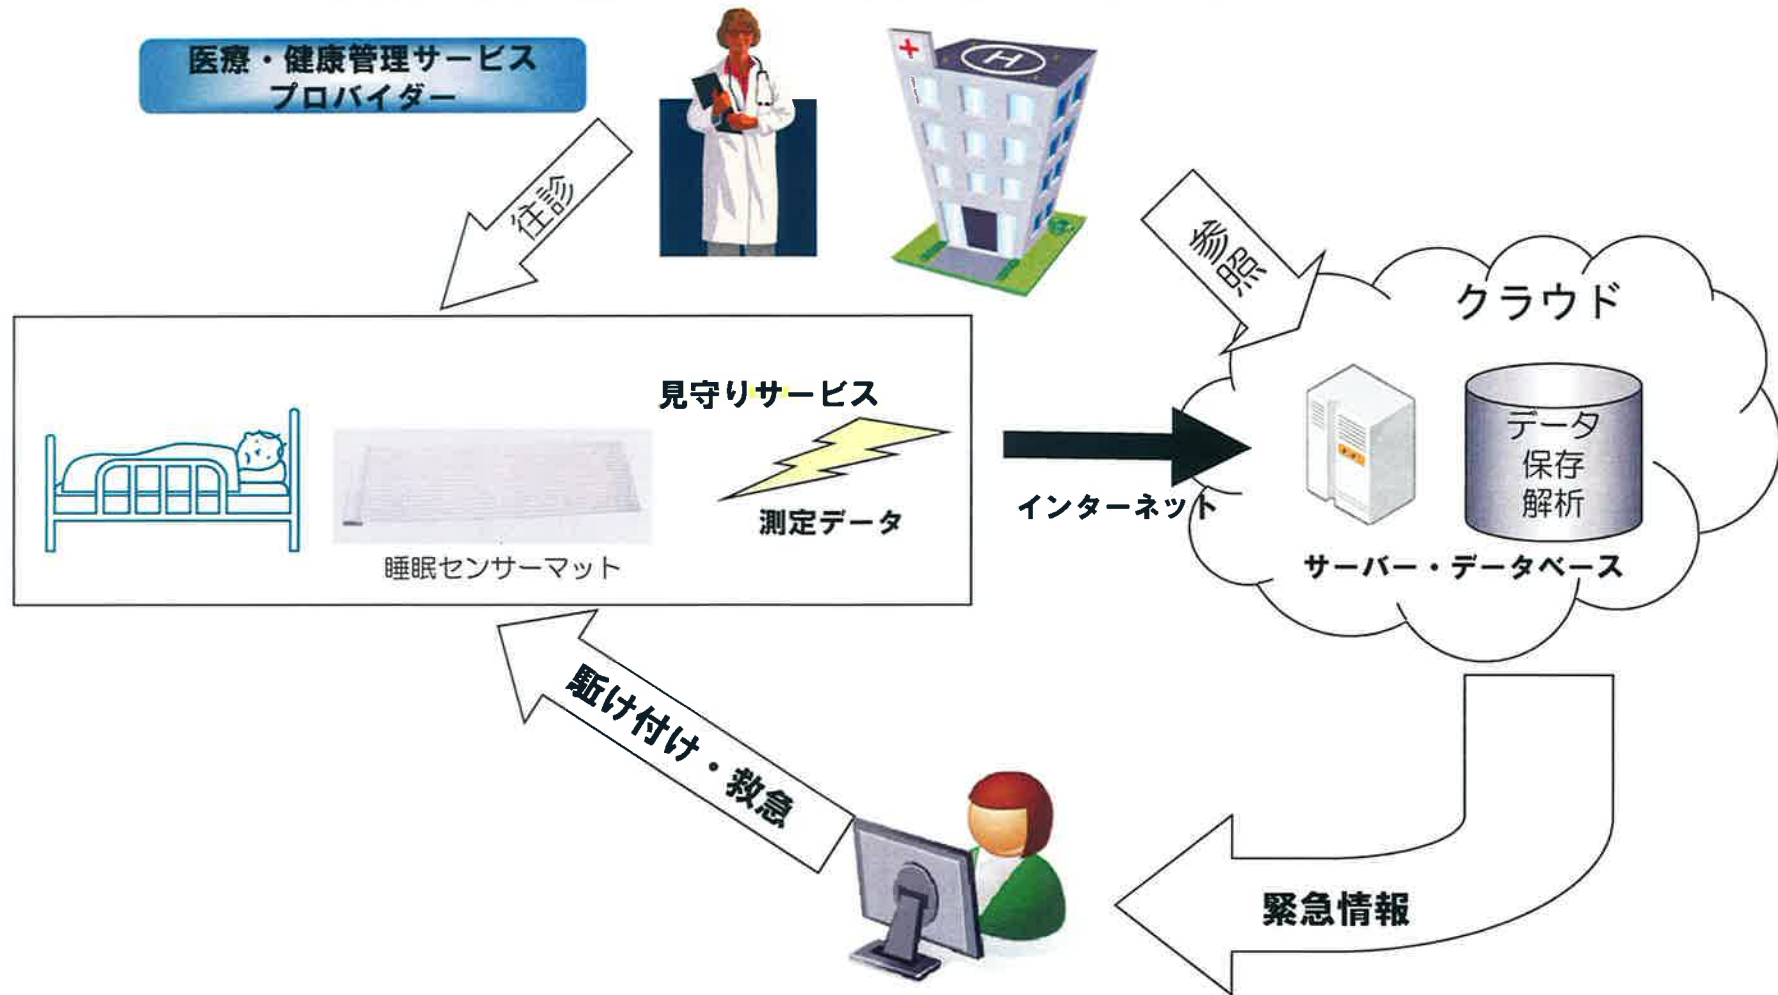 医療・健康管理サービス
プロバイダー
往診
参照
クラウド
見守りサービス
測定データ
睡眠センサーマット
インターネット
データ
保存
解析
サーバー・データベース
駈け付け・救急
緊急情報
H